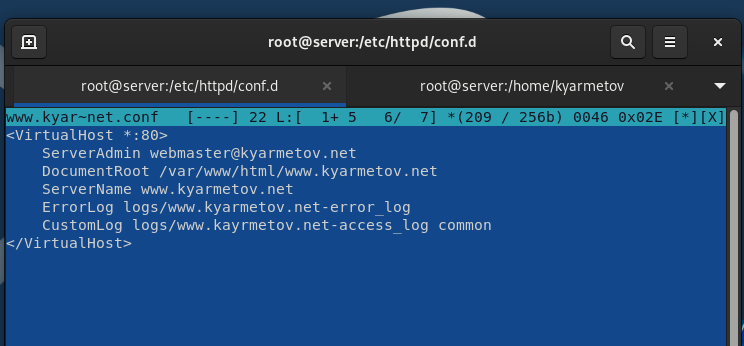 root@server:/etc/httpd/conf.d
root@server:/etc/httpd/conf.d × root@server:/home/kyarmetov ×
www.kyar~net.conf   [----] 22 L:[  1+ 5   6/  7] *(209 / 256b) 0046 0x02E [*][X]
<VirtualHost *:80>
    ServerAdmin webmaster@kyarmetov.net
    DocumentRoot /var/www/html/www.kyarmetov.net
    ServerName www.kyarmetov.net
    ErrorLog logs/www.kyarmetov.net-error_log
    CustomLog logs/www.kayrmetov.net-access_log common
</VirtualHost>